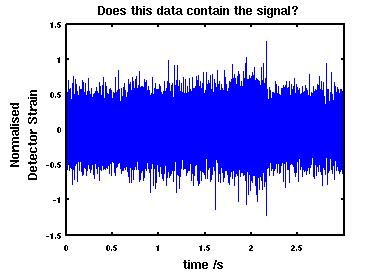 Does this data contain the signal?
1.5
1
0.5
0
-0.5
-1
-1.5
Normalised
Detector Strain
0 0.5 1 1.5 2 2.5
time /s